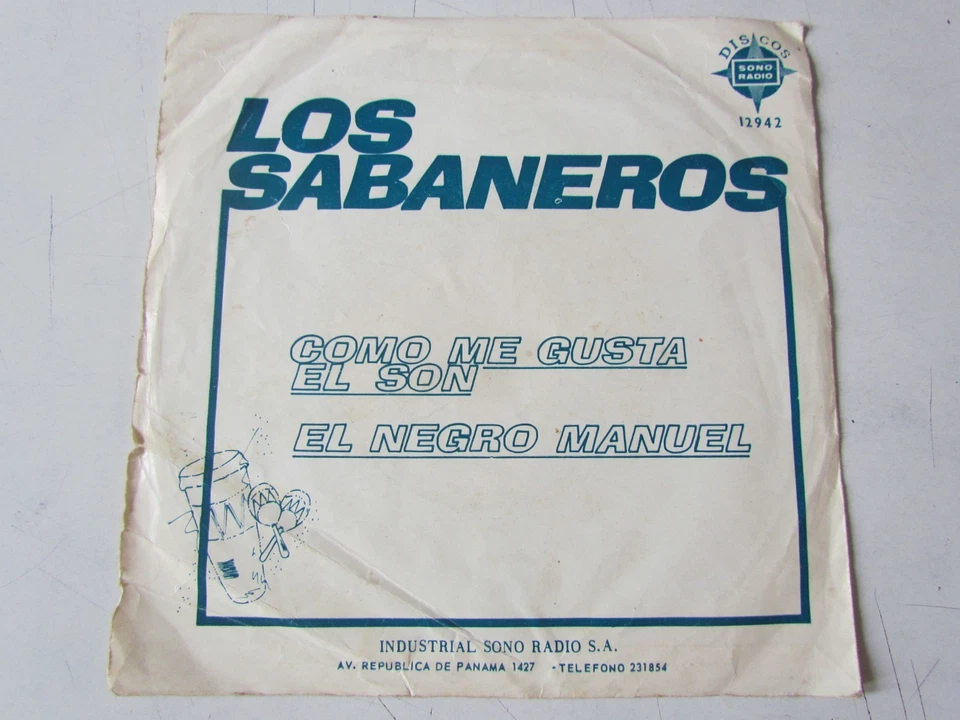 DISCOS
SONO
RADIO
12942
LOS
SABANEROS
COMO ME GUSTA
EL SON
EL NEGRO MANUEL
INDUSTRIAL SONO RADIO S.A.
AV. REPUBLICA DE PANAMA 1427 - TELEFONO 231854